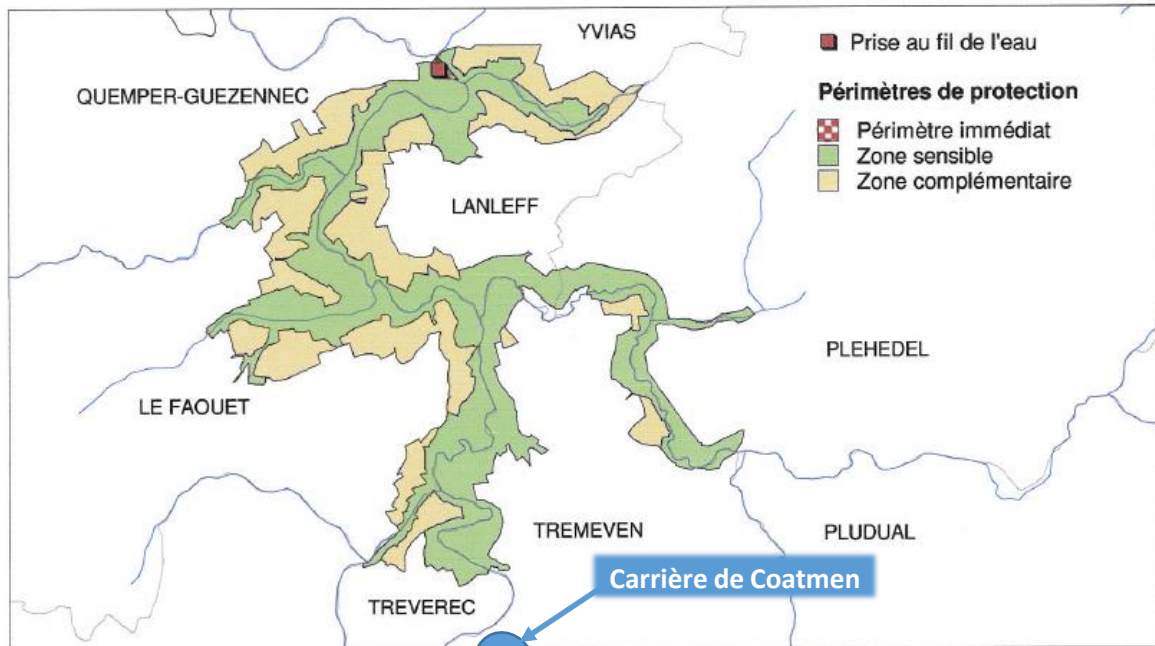 YVIAS
Prise au fil de l'eau
QUEMPER-GUEZENNEC
Périmètres de protection
Périmètre immédiat
Zone sensible
Zone complémentaire
LANLEFF
PLEHEDEL
LE FAOUET
TREMEVEN
PLUDUAL
Carrière de Coatmen
TREVEREC